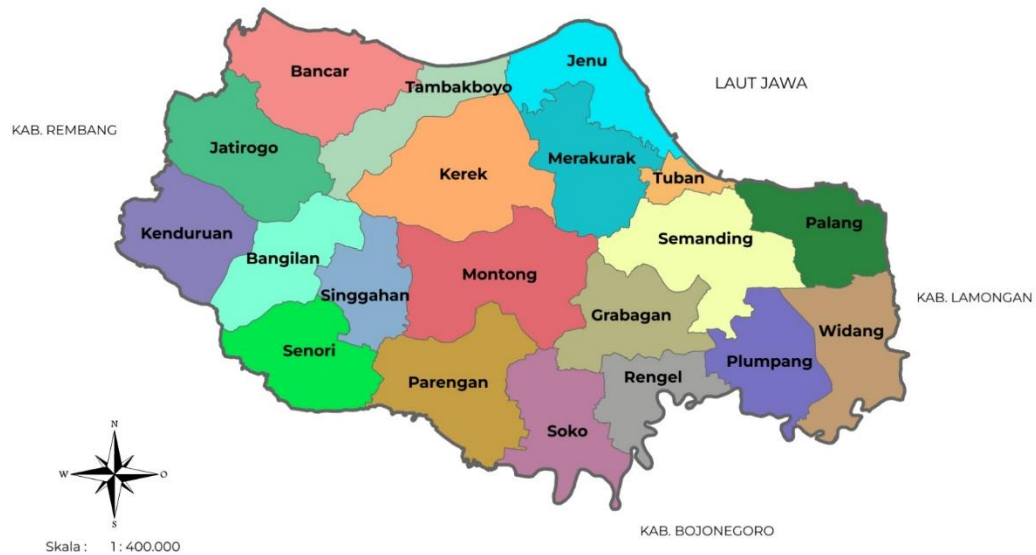 Jenu
Bancar
Tambakboyo
LAUT JAWA
KAB. REMBANG
Jatirogo
Kerek
Merakurak
Tuban
Palang
Kenduruan
Semanding
Bangilan
Montong
Singgahan
KAB. LAMONGAN
Grabagan
Widang
Senori
Plumpang
Rengel
Parengan
Soko
N
W
O
S
KAB. BOJONEGORO
Skala : 1 : 400.000